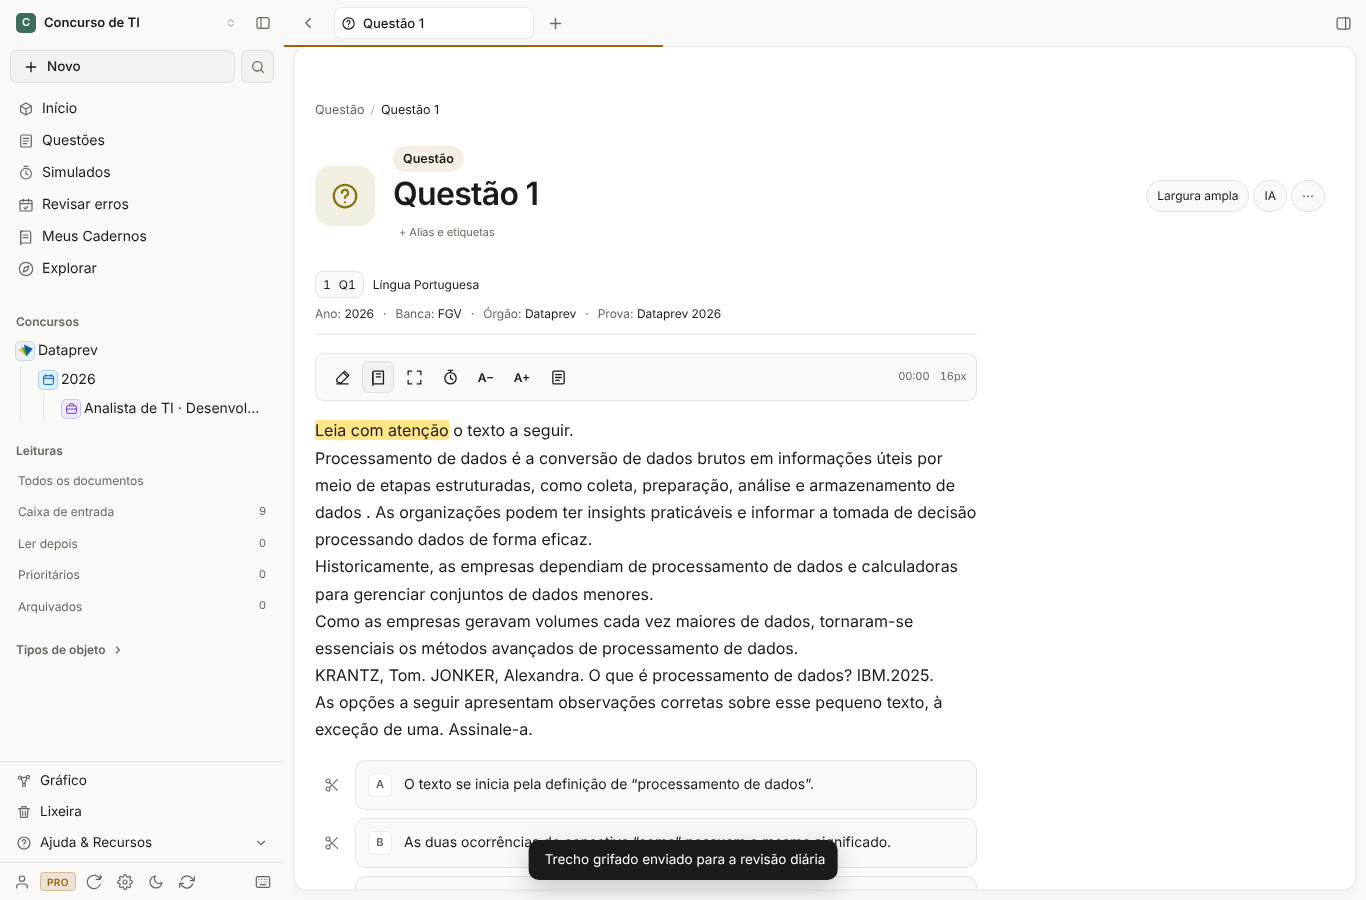 C Concurso de TI
Questão 1
Novo
Início
Questões
Simulados
Revisar erros
Meus Cadernos
Explorar
Concursos
Dataprev
2026
Analista de TI · Desenvol...
Leituras
Todos os documentos
Caixa de entrada 9
Ler depois 0
Prioritários 0
Arquivados 0
Tipos de objeto
Gráfico
Lixeira
Ajuda & Recursos
PRO
Questão / Questão 1
Questão
Questão 1
+ Alias e etiquetas
Largura ampla IA ...
1 Q1 Língua Portuguesa
Ano: 2026 · Banca: FGV · Órgão: Dataprev · Prova: Dataprev 2026
A− A+ 00:00 16px
Leia com atenção o texto a seguir.
Processamento de dados é a conversão de dados brutos em informações úteis por
meio de etapas estruturadas, como coleta, preparação, análise e armazenamento de
dados . As organizações podem ter insights praticáveis e informar a tomada de decisão
processando dados de forma eficaz.
Historicamente, as empresas dependiam de processamento de dados e calculadoras
para gerenciar conjuntos de dados menores.
Como as empresas geravam volumes cada vez maiores de dados, tornaram-se
essenciais os métodos avançados de processamento de dados.
KRANTZ, Tom. JONKER, Alexandra. O que é processamento de dados? IBM.2025.
As opções a seguir apresentam observações corretas sobre esse pequeno texto, à
exceção de uma. Assinale-a.
A O texto se inicia pela definição de “processamento de dados”.
B As duas ocorrências significado.
Trecho grifado enviado para a revisão diária